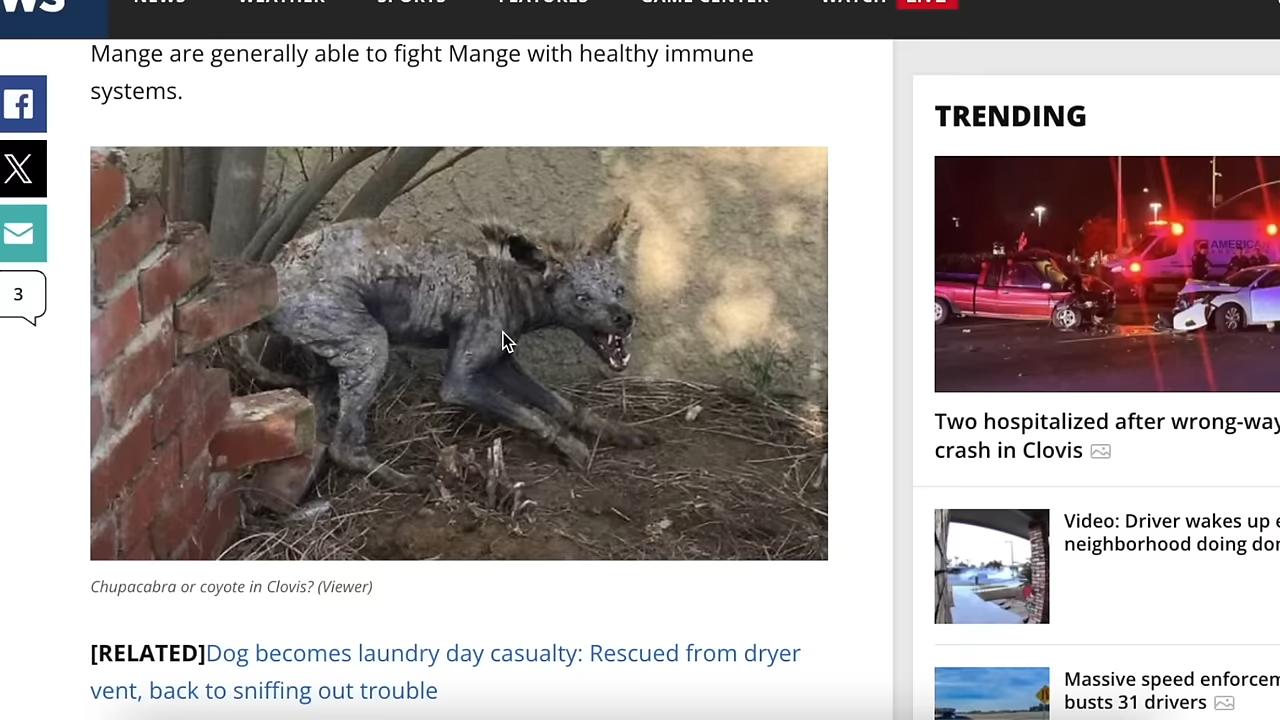 Mange are generally able to fight Mange with healthy immune
systems.
3
Chupacabra or coyote in Clovis? (Viewer)
[RELATED]Dog becomes laundry day casualty: Rescued from dryer
vent, back to sniffing out trouble
TRENDING
AMERICAN
Two hospitalized after wrong-way
crash in Clovis
Video: Driver wakes up
neighborhood doing
Massive speed
busts 31 drivers